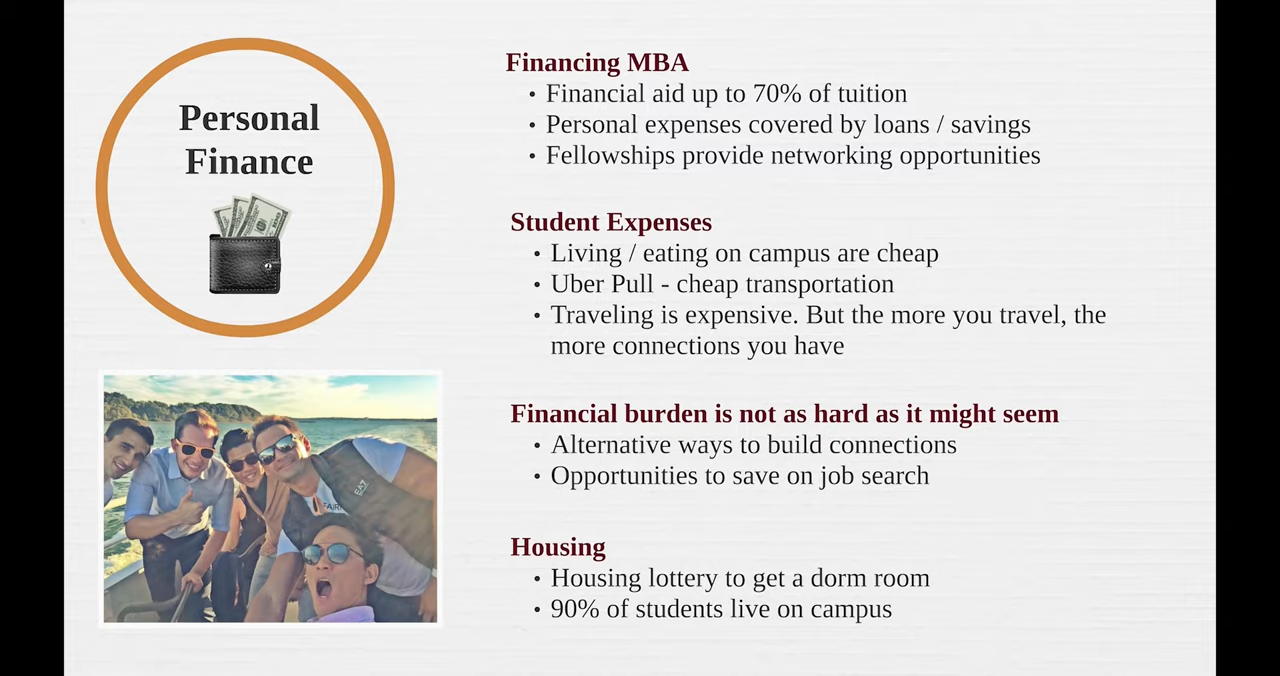 Personal
Finance
Financing MBA
• Financial aid up to 70% of tuition
• Personal expenses covered by loans / savings
• Fellowships provide networking opportunities
Student Expenses
• Living / eating on campus are cheap
• Uber Pull - cheap transportation
• Traveling is expensive. But the more you travel, the
more connections you have
Financial burden is not as hard as it might seem
• Alternative ways to build connections
• Opportunities to save on job search
Housing
• Housing lottery to get a dorm room
• 90% of students live on campus
EA7